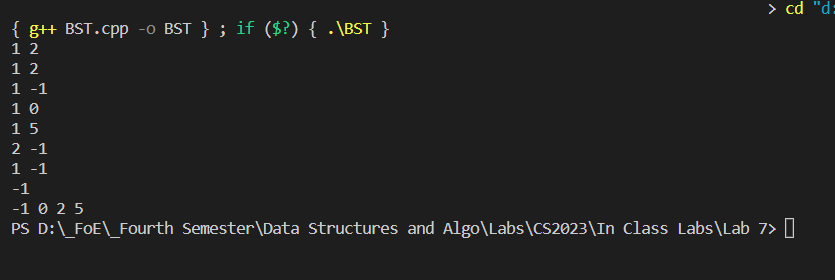 > cd "d:
{ g++ BST.cpp -o BST } ; if ($?) { .\BST }
1 2
1 2
1 -1
1 0
1 5
2 -1
1 -1
-1
-1 0 2 5
PS D:\_FoE\_Fourth Semester\Data Structures and Algo\Labs\CS2023\In Class Labs\Lab 7>